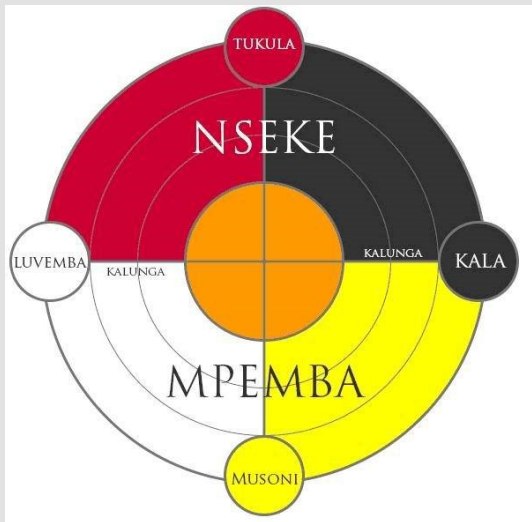 TUKULA
NSEKE
LUVEMBA
KALUNGA
KALUNGA
KALA
MPEMBA
MUSONI